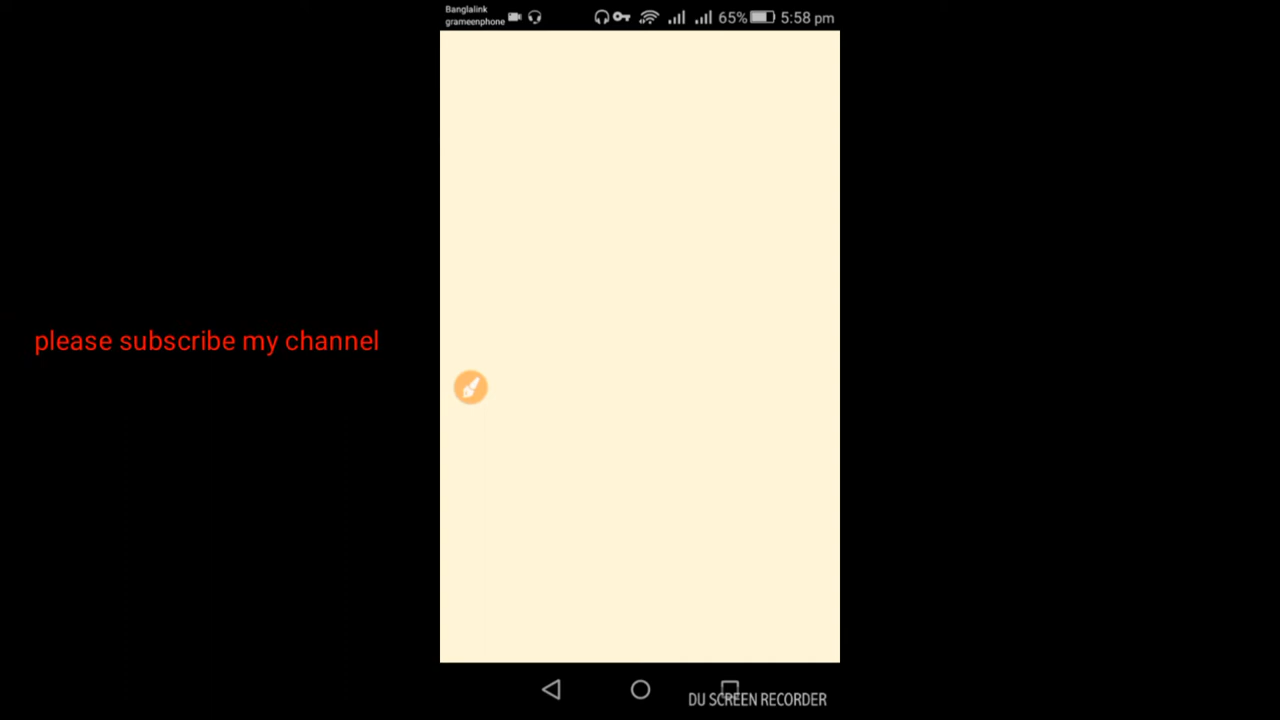 Banglalink
grameenphone
65% 5:58 pm
please subscribe my channel
DU SCREEN RECORDER